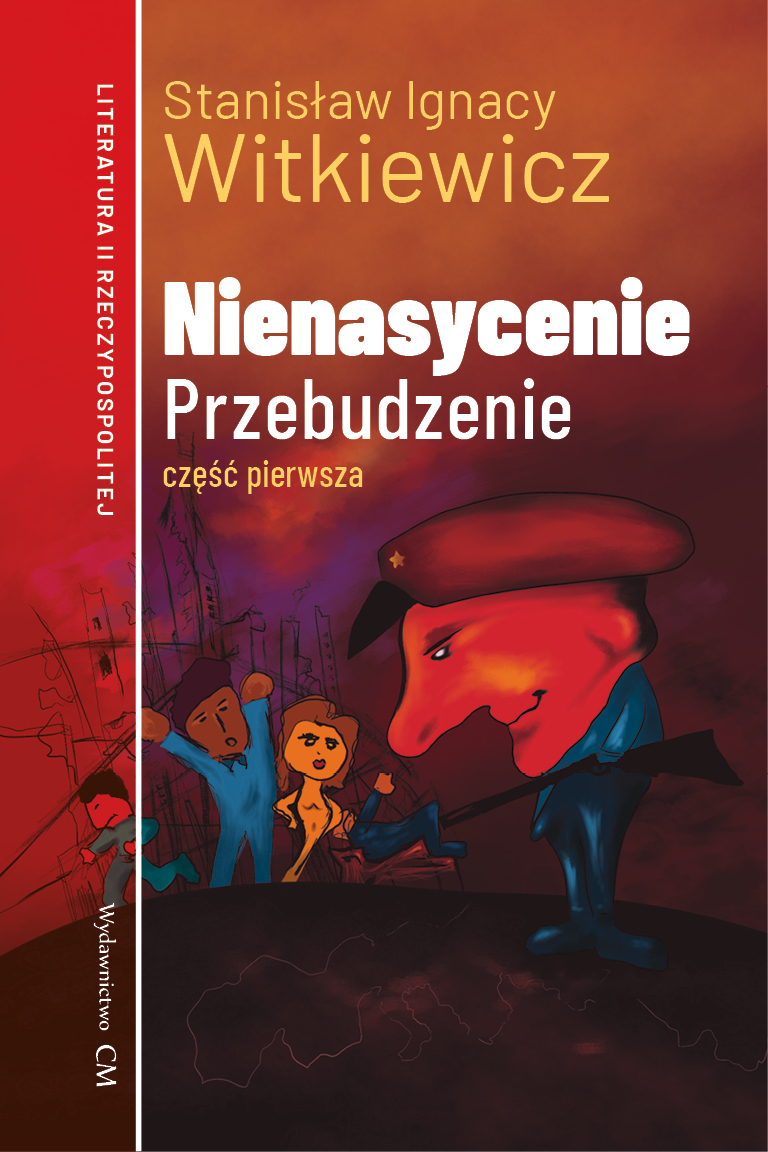 Stanisław Ignacy
Witkiewicz
Nienasycenie
Przebudzenie
część pierwsza
LITERATURA II RZECZYPOSPOLITEJ
Wydawnictwo CM